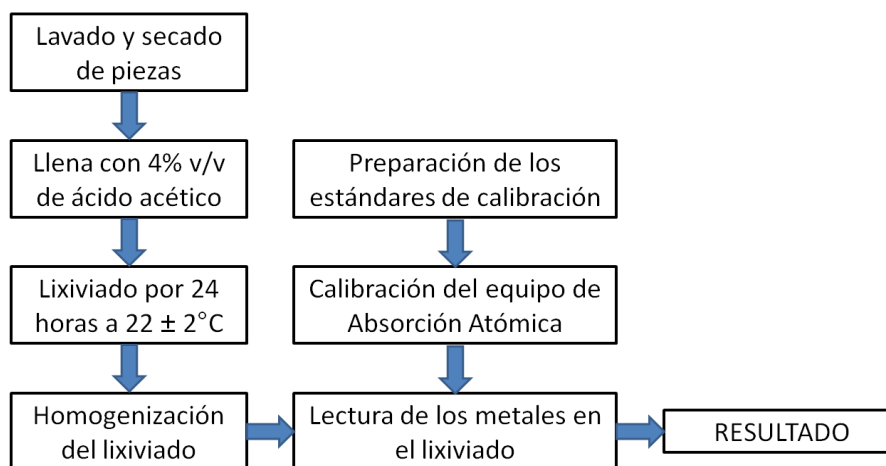 Lavado y secado
de piezas
Llena con 4% v/v
de ácido acético
Lixiviado por 24
horas a 22 ± 2°C
Homogenización
del lixiviado
Preparación de los
estándares de calibración
Calibración del equipo de
Absorción Atómica
Lectura de los metales en
el lixiviado
RESULTADO